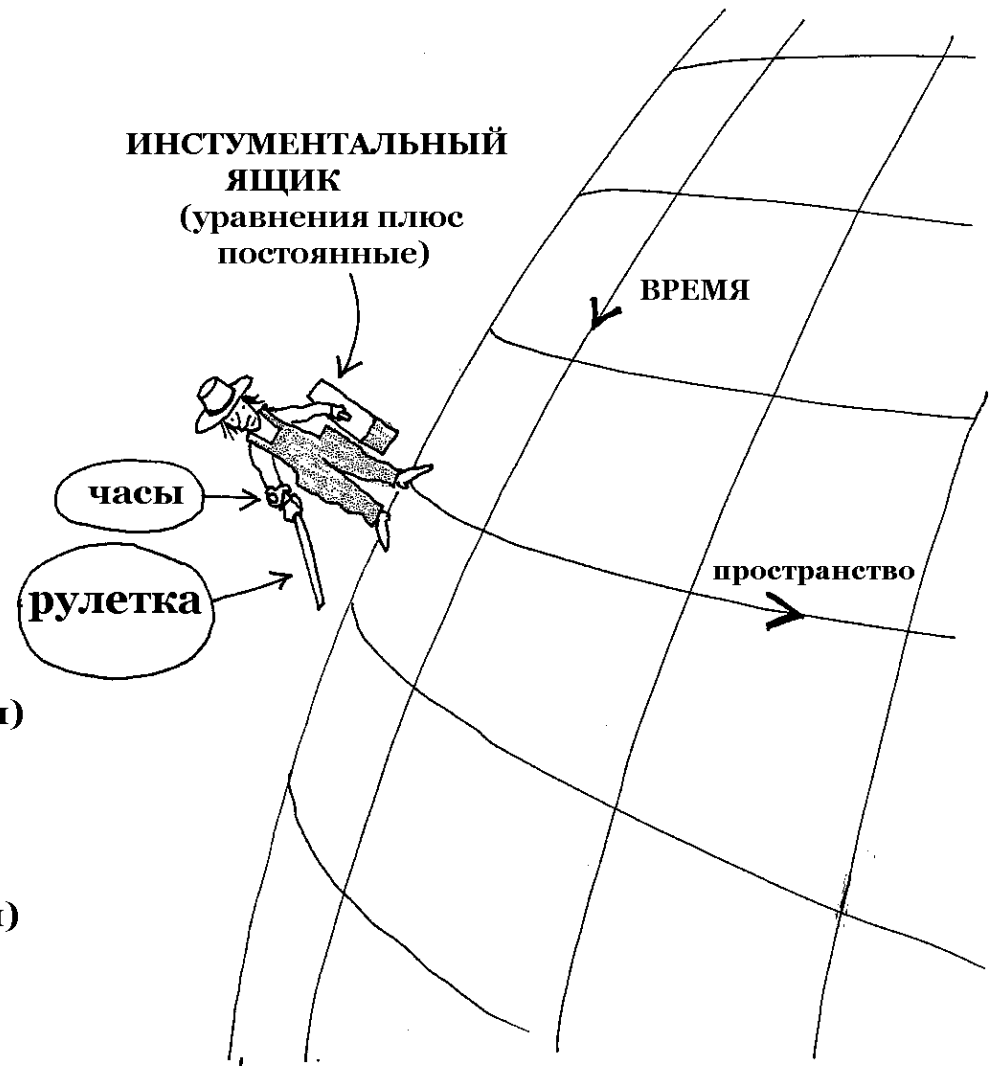 ИНСТУМЕНТАЛЬНЫЙ
ЯЩИК
(уравнения плюс
постоянные)
ВРЕМЯ
часы
пространство
рулетка